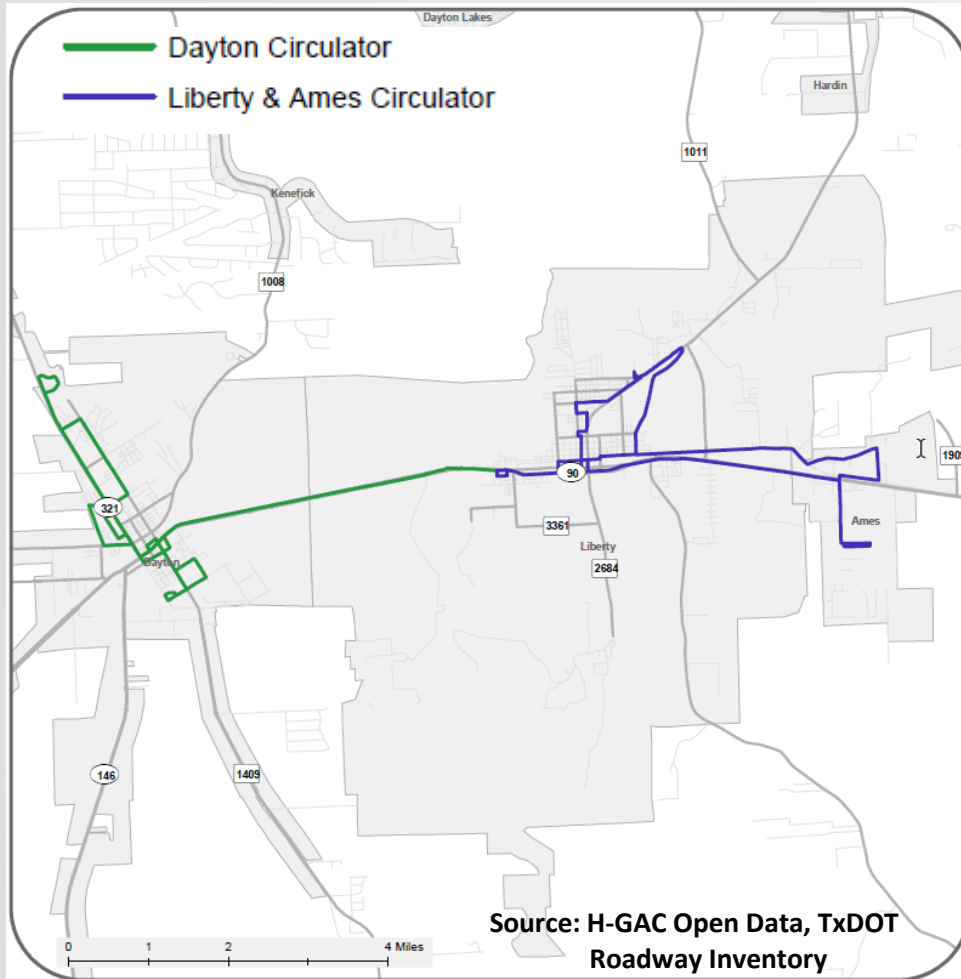 Dayton Lakes
Dayton Circulator
Liberty & Ames Circulator
Hardin
1011
Kenefick
1008
90
1909
321
3361
Ames
Liberty
Dayton
2684
146
1409
Source: H-GAC Open Data, TxDOT
Roadway Inventory
0 1 2 4 Miles